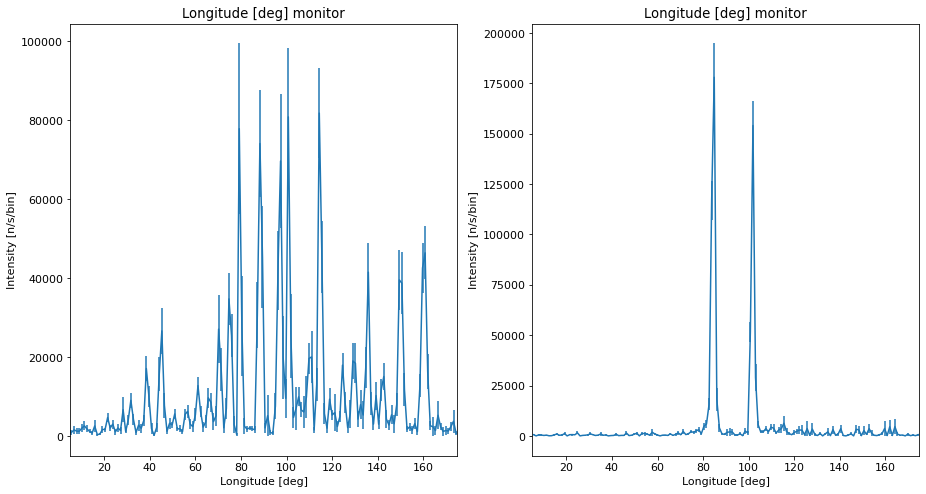 Longitude [deg] monitor
100000
80000
60000
40000
20000
0
Intensity [n/s/bin]
20 40 60 80 100 120 140 160
Longitude [deg]
Longitude [deg] monitor
200000
175000
150000
125000
100000
75000
50000
25000
0
Intensity [n/s/bin]
20 40 60 80 100 120 140 160
Longitude [deg]